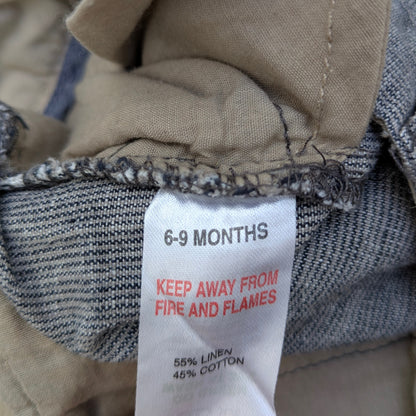 6-9 MONTHS
KEEP AWAY FROM
FIRE AND FLAMES
55% LINEN
45% COTTON